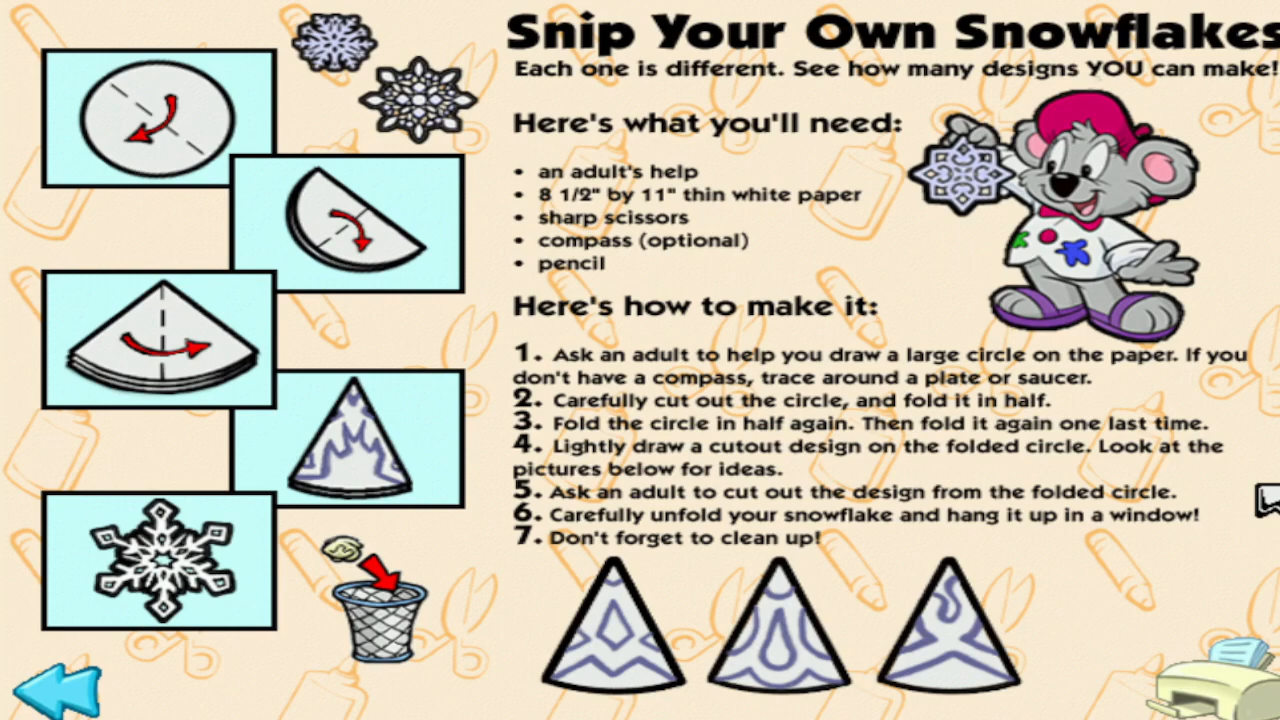 Snip Your Own Snowflakes
Each one is different. See how many designs YOU can make!
Here's what you'll need:
• an adult's help
• 8 1/2" by 11" thin white paper
• sharp scissors
• compass (optional)
• pencil
Here's how to make it:
1. Ask an adult to help you draw a large circle on the paper. If you
don't have a compass, trace around a plate or saucer.
2. Carefully cut out the circle, and fold it in half.
3. Fold the circle in half again. Then fold it again one last time.
4. Lightly draw a cutout design on the folded circle. Look at the
pictures below for ideas.
5. Ask an adult to cut out the design from the folded circle.
6. Carefully unfold your snowflake and hang it up in a window!
7. Don't forget to clean up!